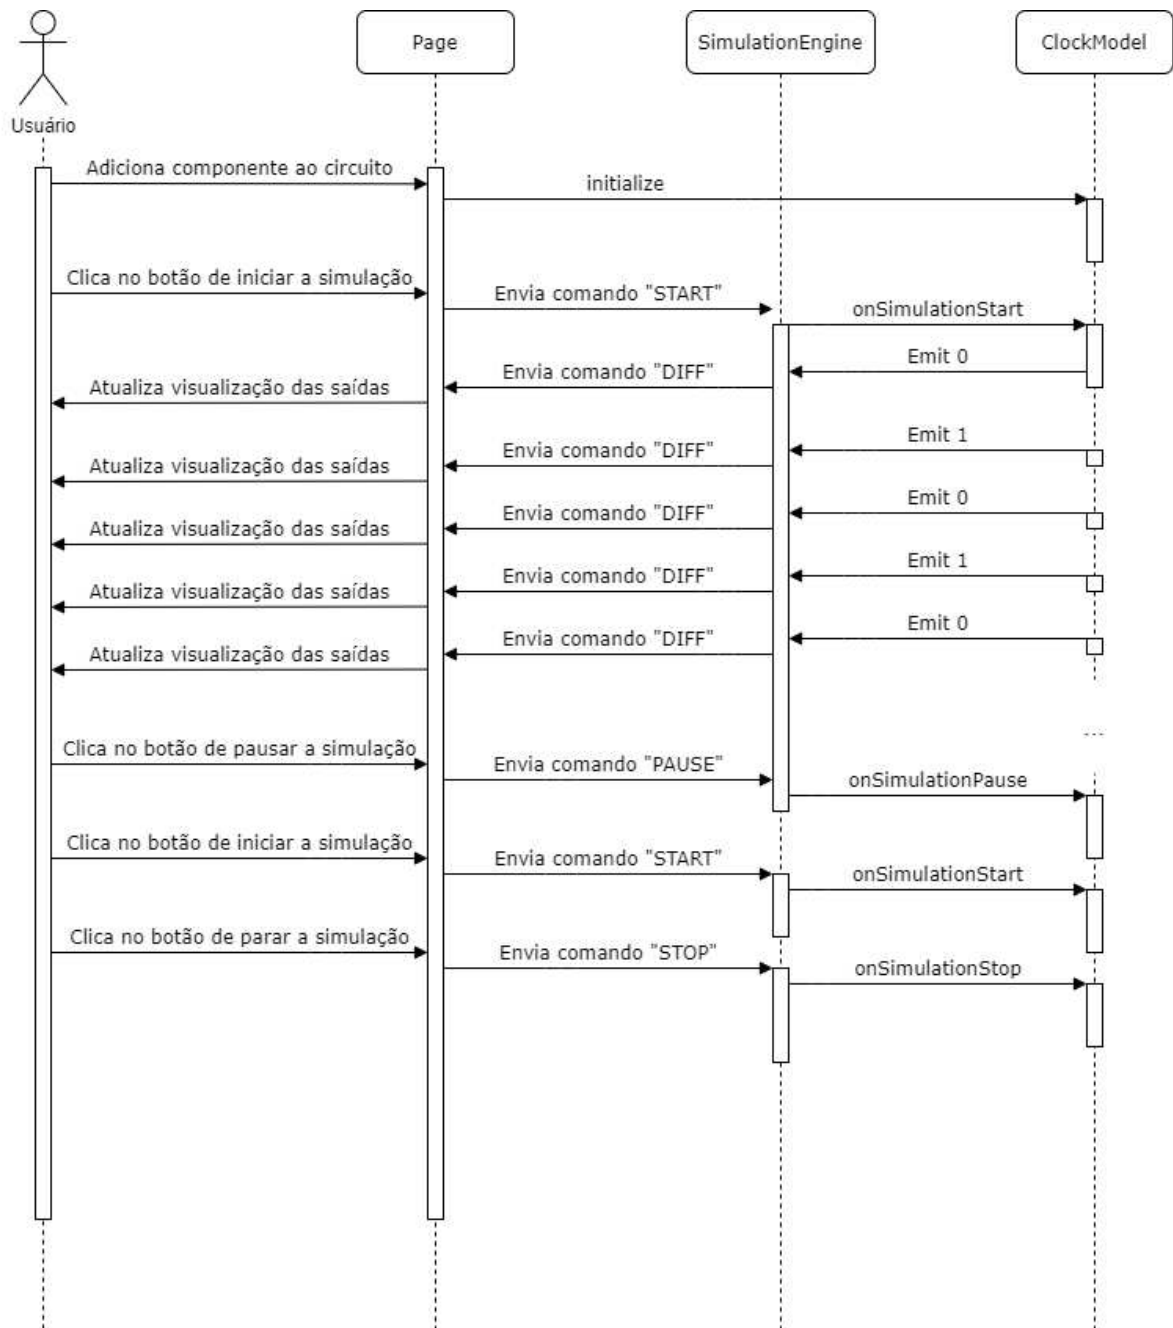 Page
SimulationEngine
ClockModel
Usuário
Adiciona componente ao circuito
initialize
Clica no botão de iniciar a simulação
Envia comando "START"
onSimulationStart
Emit 0
Envia comando "DIFF"
Atualiza visualização das saídas
Emit 1
Envia comando "DIFF"
Atualiza visualização das saídas
Emit 0
Envia comando "DIFF"
Atualiza visualização das saídas
Emit 1
Envia comando "DIFF"
Atualiza visualização das saídas
Emit 0
Envia comando "DIFF"
Atualiza visualização das saídas
...
Clica no botão de pausar a simulação
Envia comando "PAUSE"
onSimulationPause
Clica no botão de iniciar a simulação
Envia comando "START"
onSimulationStart
Clica no botão de parar a simulação
Envia comando "STOP"
onSimulationStop